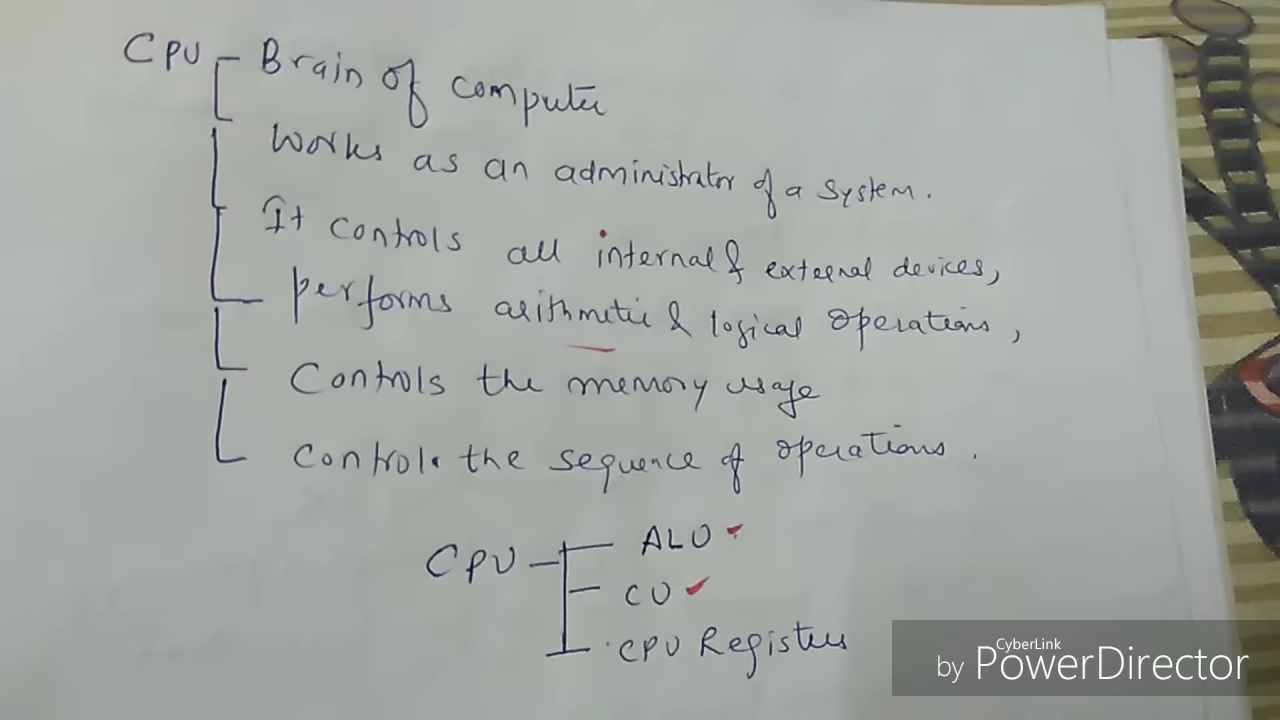 CPU - Brain of computer
Works as an administrator of a system.
It controls all internal & external devices,
performs arithmetic & logical operations,
Controls the memory usage
Control. the sequence of operations.
CPU - ALU
CU
CPU Registers
CyberLink
by PowerDirector